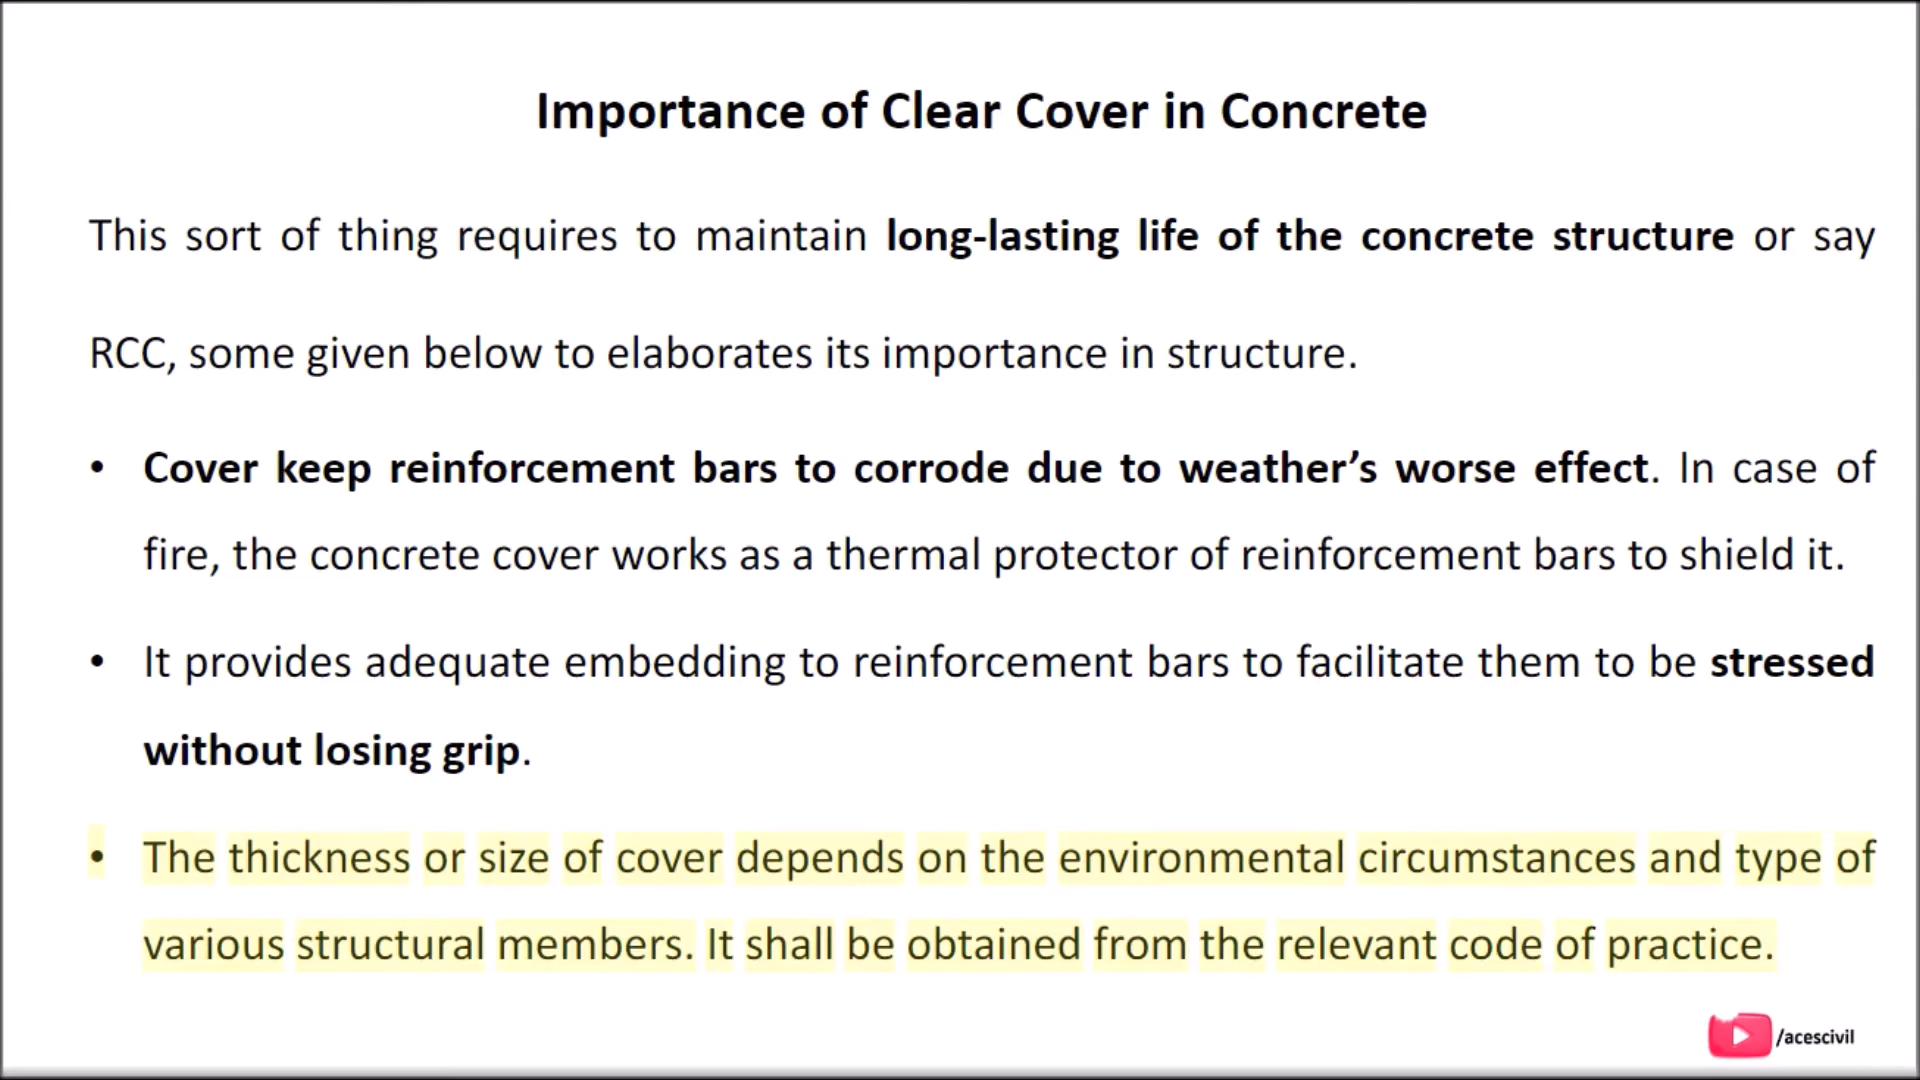 Importance of Clear Cover in Concrete
This sort of thing requires to maintain long-lasting life of the concrete structure or say
RCC, some given below to elaborates its importance in structure.
• Cover keep reinforcement bars to corrode due to weather’s worse effect. In case of
fire, the concrete cover works as a thermal protector of reinforcement bars to shield it.
• It provides adequate embedding to reinforcement bars to facilitate them to be stressed
without losing grip.
• The thickness or size of cover depends on the environmental circumstances and type of
various structural members. It shall be obtained from the relevant code of practice.
/acescivil